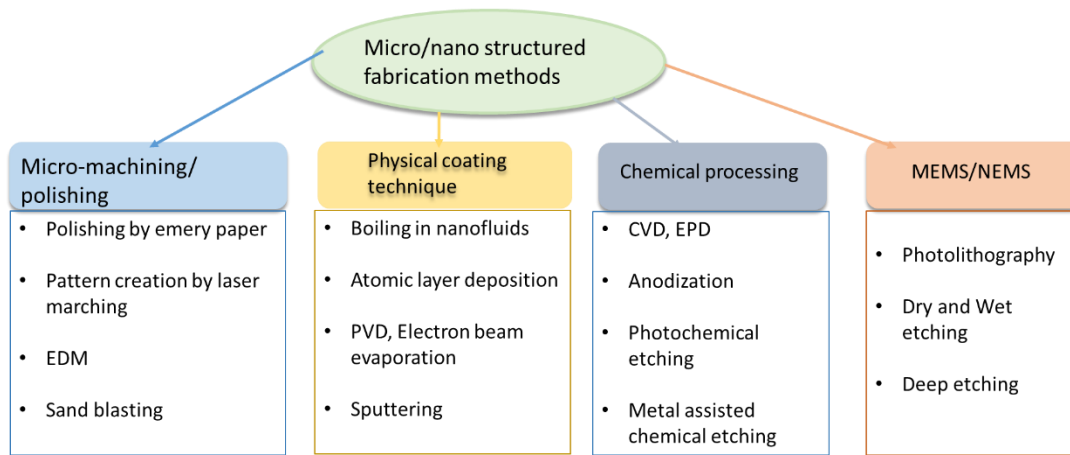 Micro/nano structured
fabrication methods
Micro-machining/
polishing
• Polishing by emery paper
• Pattern creation by laser
marching
• EDM
• Sand blasting
Physical coating
technique
• Boiling in nanofluids
• Atomic layer deposition
• PVD, Electron beam
evaporation
• Sputtering
Chemical processing
• CVD, EPD
• Anodization
• Photochemical
etching
• Metal assisted
chemical etching
MEMS/NEMS
• Photolithography
• Dry and Wet
etching
• Deep etching